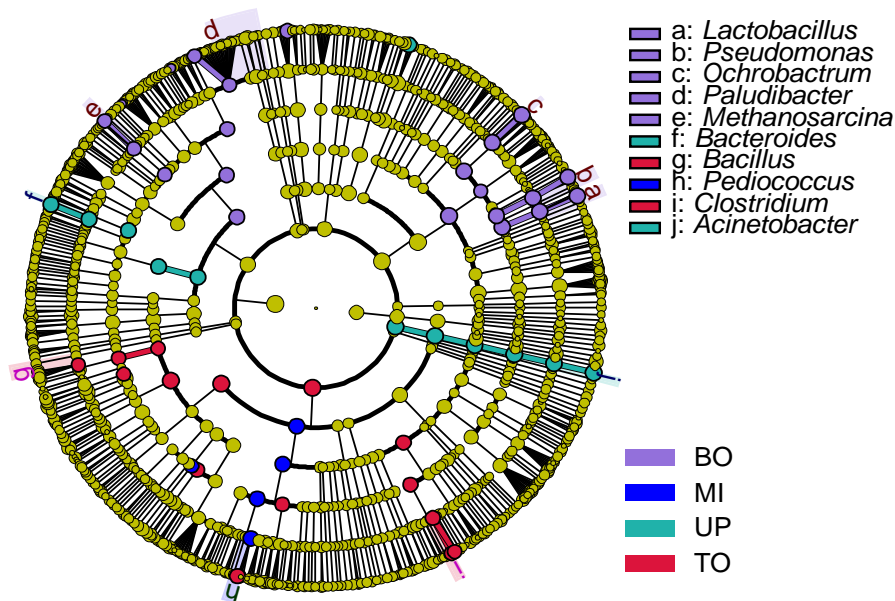 d
e
c
b
a
f
g
h
i
j
a: Lactobacillus
b: Pseudomonas
c: Ochrobactrum
d: Paludibacter
e: Methanosarcina
f: Bacteroides
g: Bacillus
h: Pediococcus
i: Clostridium
j: Acinetobacter
BO
MI
UP
TO